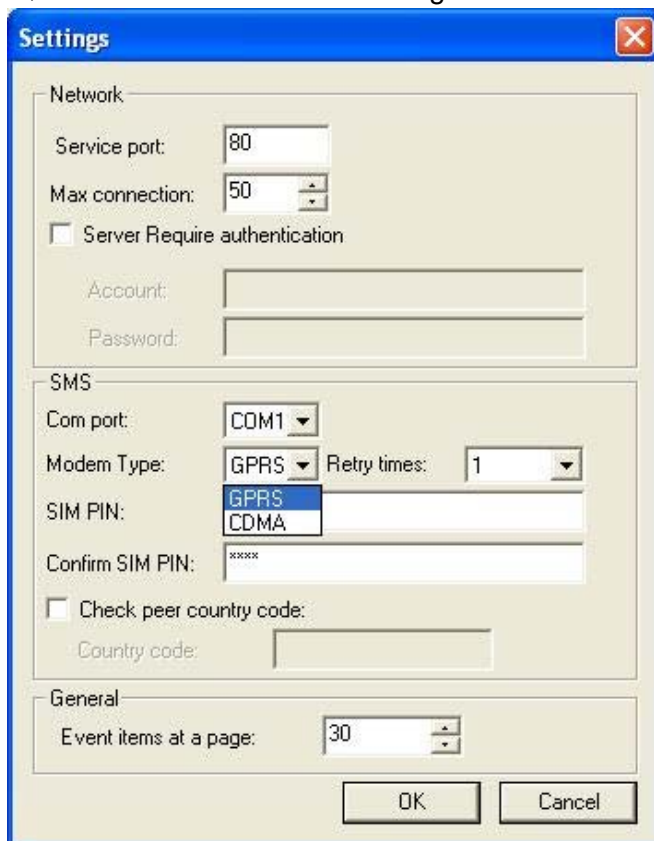 Settings
Network
Service port: 80
Max connection: 50
Server Require authentication
Account:
Password:
SMS
Com port: COM1
Modem Type: GPRS Retry times: 1
GPRS
SIM PIN:
CDMA
Confirm SIM PIN: ****
Check peer country code:
Country code:
General
Event items at a page: 30
OK Cancel